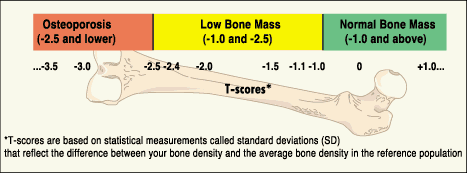 Osteoporosis Low Bone Mass Normal Bone Mass
(-2.5 and lower) (-1.0 and -2.5) (-1.0 and above)
...-3.5 -3.0 -2.5 -2.4 -2.0 -1.5 -1.1 -1.0 0 +1.0...
T-scores*
*T-scores are based on statistical measurements called standard deviations (SD)
that reflect the difference between your bone density and the average bone density in the reference population